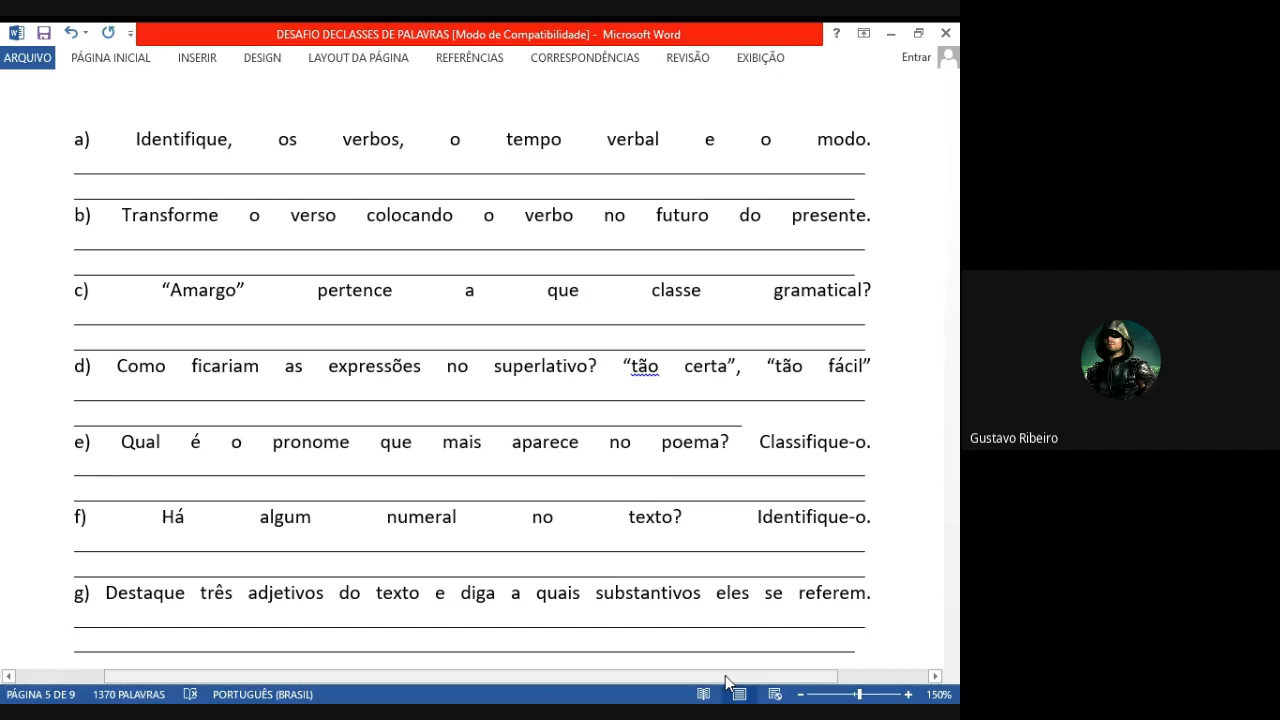 DESAFIO DECLASSES DE PALAVRAS [Modo de Compatibilidade] - Microsoft Word
ARQUIVO PÁGINA INICIAL INSERIR DESIGN LAYOUT DA PÁGINA REFERÊNCIAS CORRESPONDÊNCIAS REVISÃO EXIBIÇÃO Entrar
a) Identifique, os verbos, o tempo verbal e o modo.
b) Transforme o verso colocando o verbo no futuro do presente.
c) “Amargo” pertence a que classe gramatical?
d) Como ficariam as expressões no superlativo? “tão certa”, “tão fácil”
e) Qual é o pronome que mais aparece no poema? Classifique-o.
f) Há algum numeral no texto? Identifique-o.
g) Destaque três adjetivos do texto e diga a quais substantivos eles se referem.
PÁGINA 5 DE 9 1370 PALAVRAS PORTUGUÊS (BRASIL) 150%
Gustavo Ribeiro